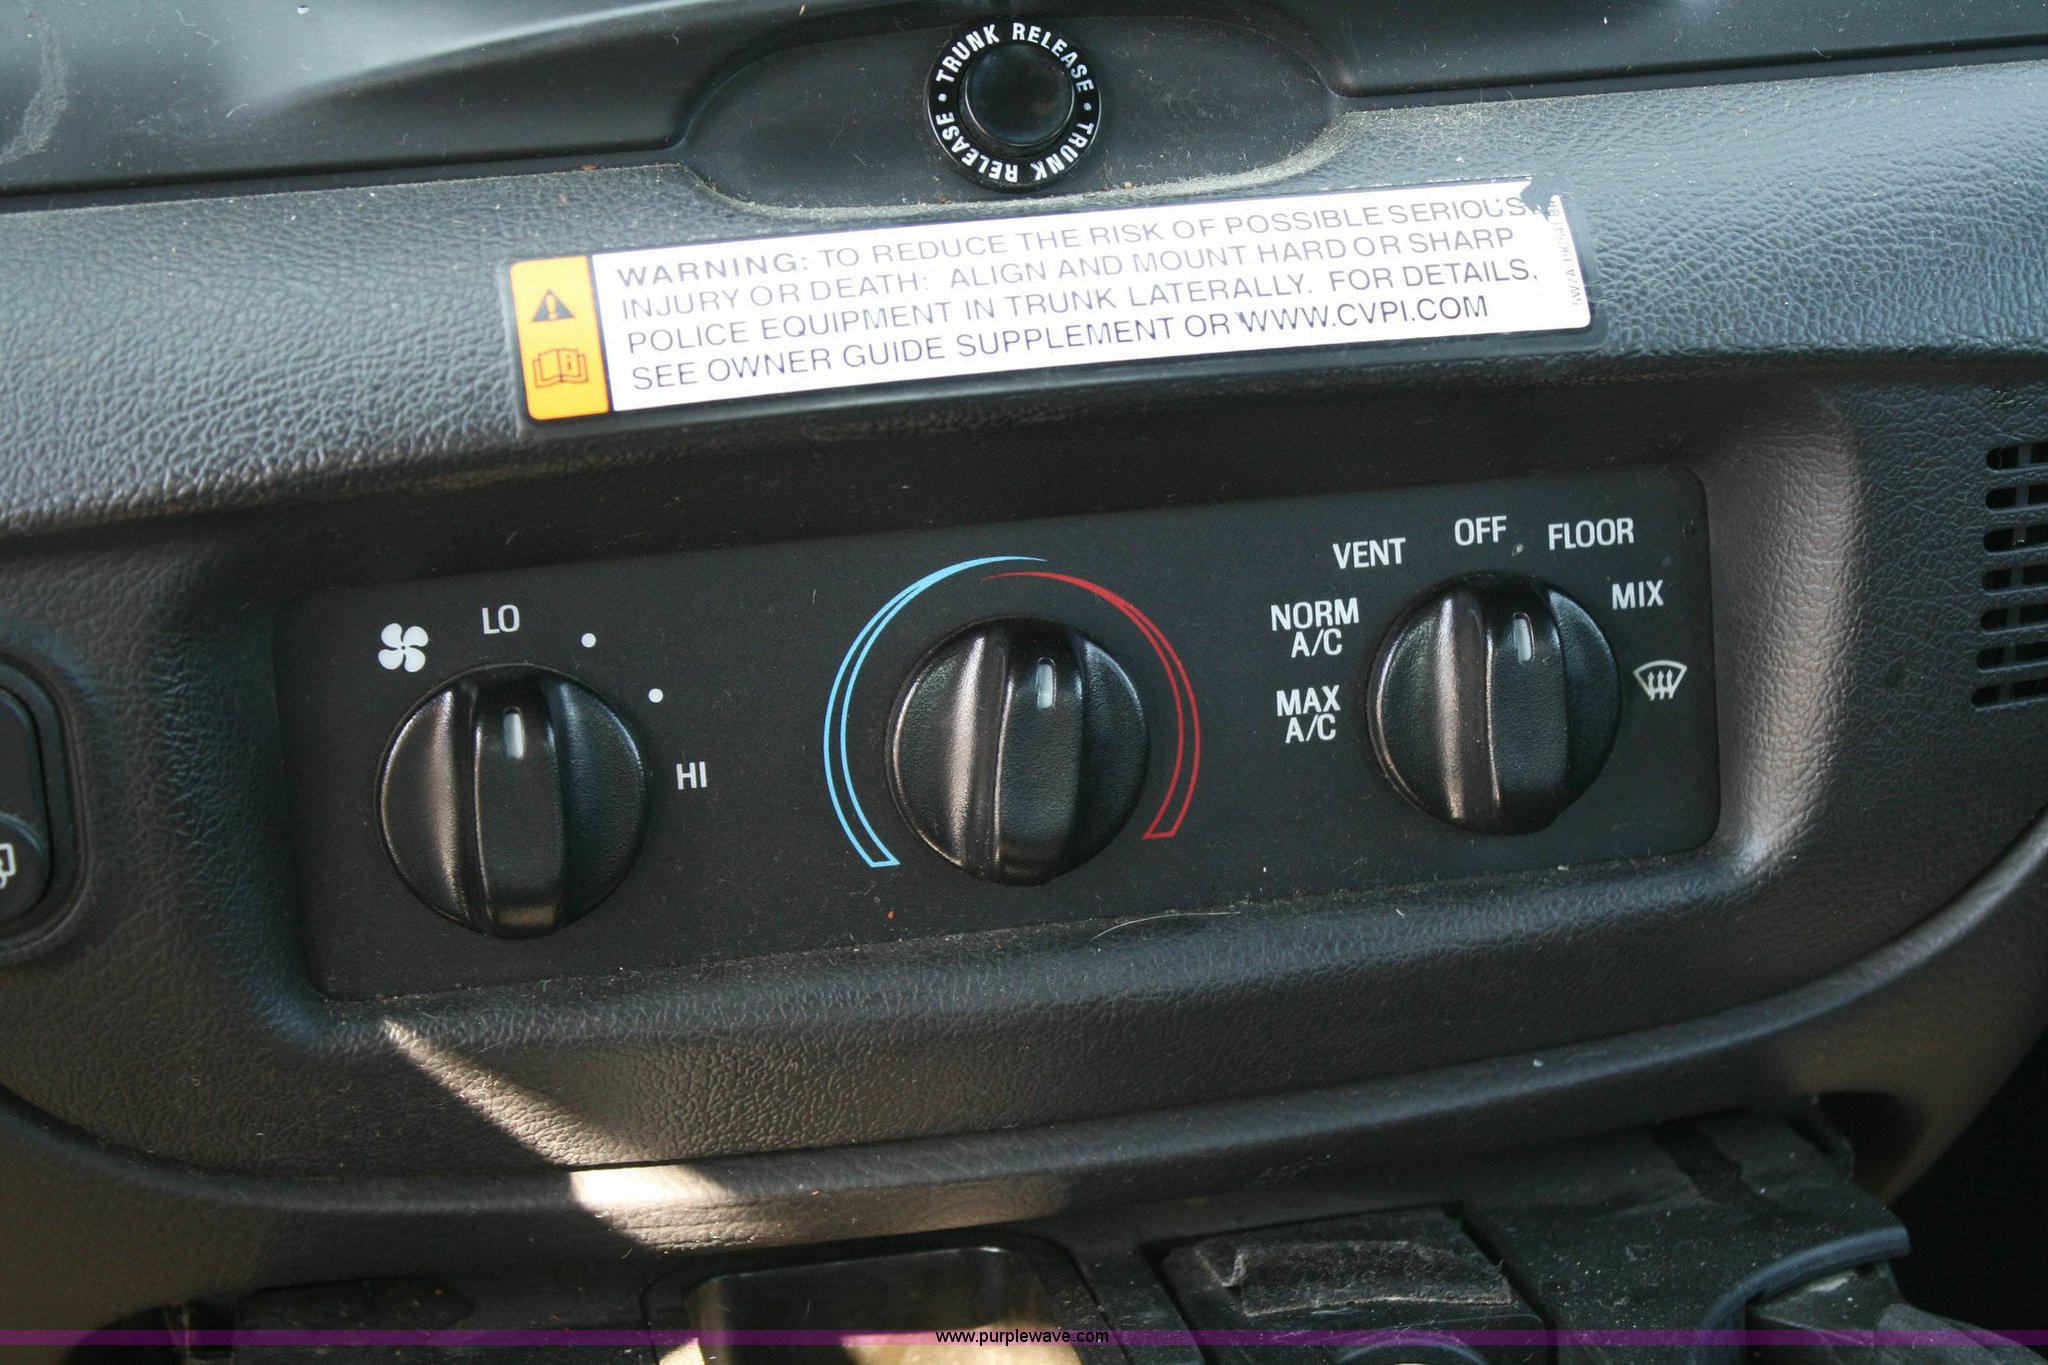 TRUNK RELEASE • TRUNK RELEASE •
WARNING: TO REDUCE THE RISK OF POSSIBLE SERIOUS
INJURY OR DEATH: ALIGN AND MOUNT HARD OR SHARP
POLICE EQUIPMENT IN TRUNK LATERALLY. FOR DETAILS,
SEE OWNER GUIDE SUPPLEMENT OR WWW.CVPI.COM
LO
HI
MAX
A/C
NORM
A/C
VENT
OFF
FLOOR
MIX
www.purplewave.com